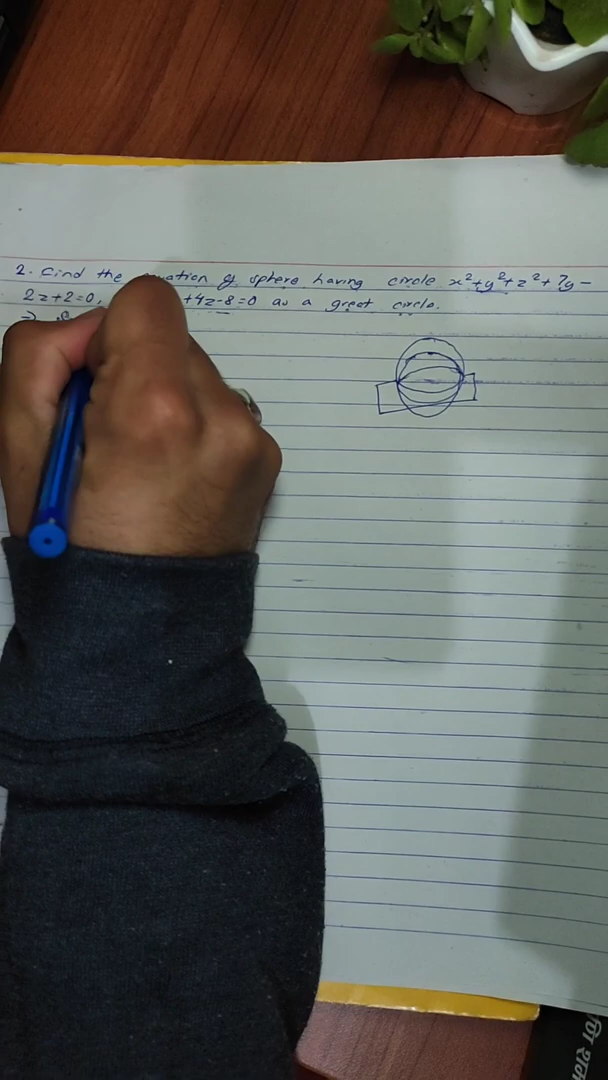 2. Find the equation of sphere having circle x²+y²+z²+7y-
2z+2=0, +4z-8=0 as a great circle.